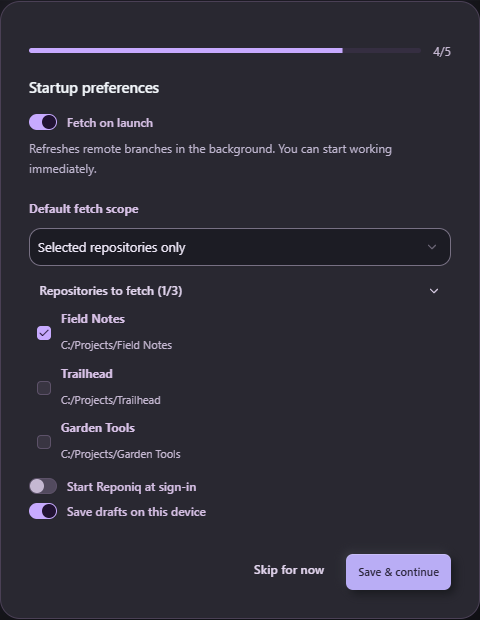 4/5
Startup preferences
Fetch on launch
Refreshes remote branches in the background. You can start working
immediately.
Default fetch scope
Selected repositories only
Repositories to fetch (1/3)
Field Notes
C:/Projects/Field Notes
Trailhead
C:/Projects/Trailhead
Garden Tools
C:/Projects/Garden Tools
Start Reponiq at sign-in
Save drafts on this device
Skip for now
Save & continue